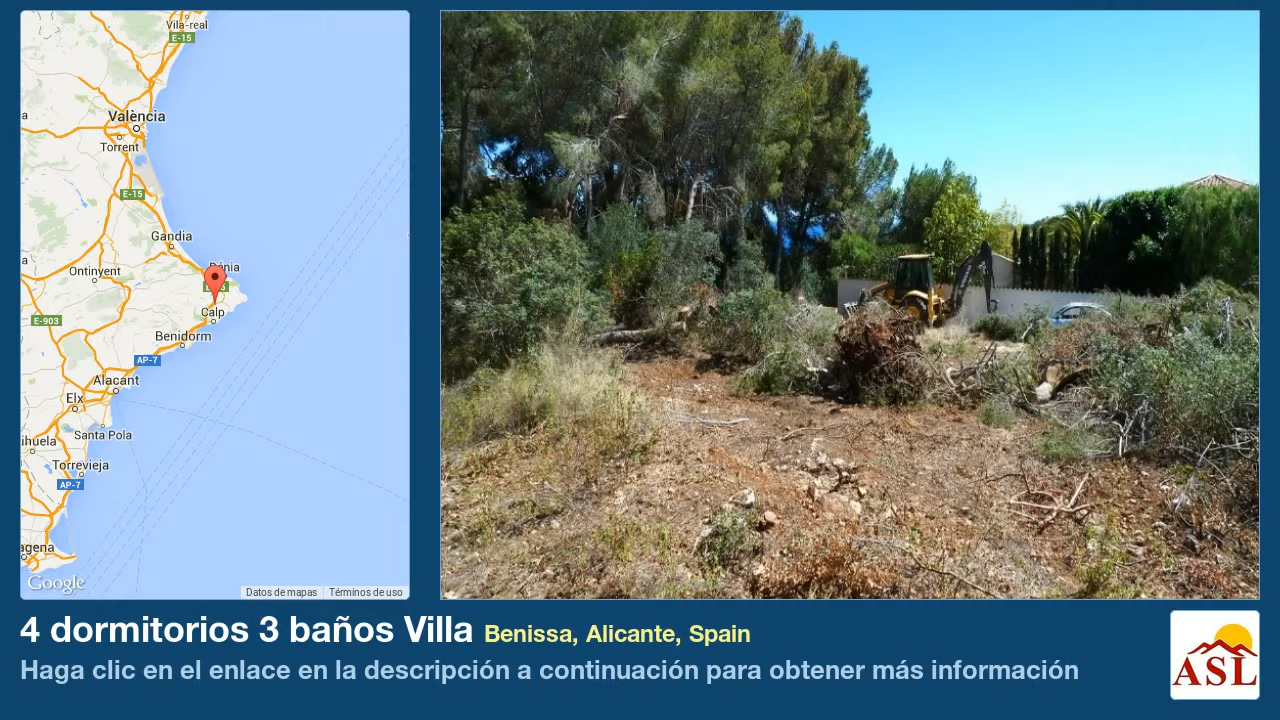 Vila-real
E-15
València
Torrent
E-15
Gandia
Ontinyent
Dénia
E-903
Calp
Benidorm
AP-7
Alacant
Elx
Santa Pola
ihuela
Torrevieja
AP-7
agena
Google
Datos de mapas
Términos de uso
4 dormitorios 3 baños Villa Benissa, Alicante, Spain
Haga clic en el enlace en la descripción a continuación para obtener más información
ASL